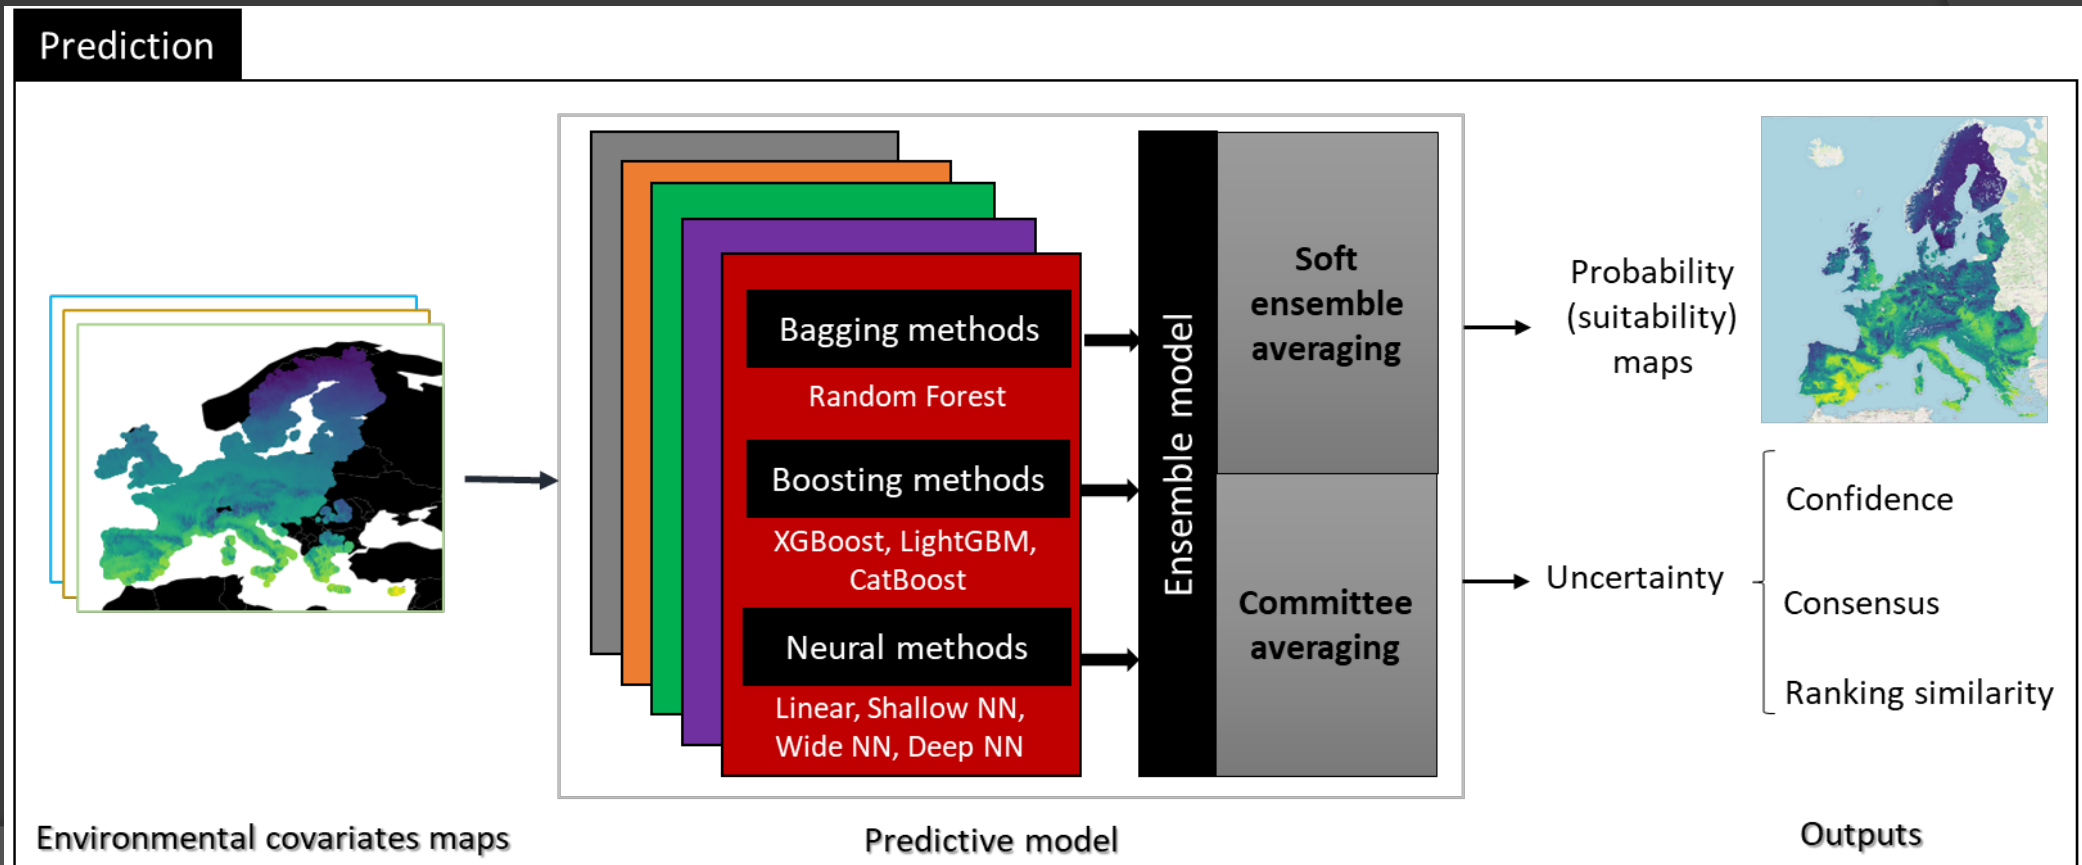 Prediction
Bagging methods
Random Forest
Boosting methods
XGBoost, LightGBM,
CatBoost
Neural methods
Linear, Shallow NN,
Wide NN, Deep NN
Ensemble model
Soft
ensemble
averaging
Committee
averaging
Probability
(suitability)
maps
Uncertainty
Confidence
Consensus
Ranking similarity
Environmental covariates maps
Predictive model
Outputs